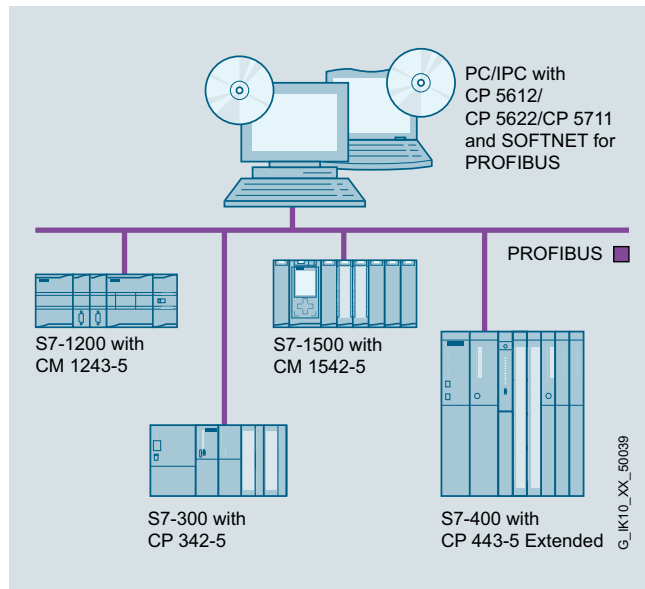 PC/IPC with
CP 5612/
CP 5622/CP 5711
and SOFTNET for
PROFIBUS
PROFIBUS
S7-1200 with
CM 1243-5
S7-1500 with
CM 1542-5
S7-300 with
CP 342-5
S7-400 with
CP 443-5 Extended
G_IK10_XX_50039